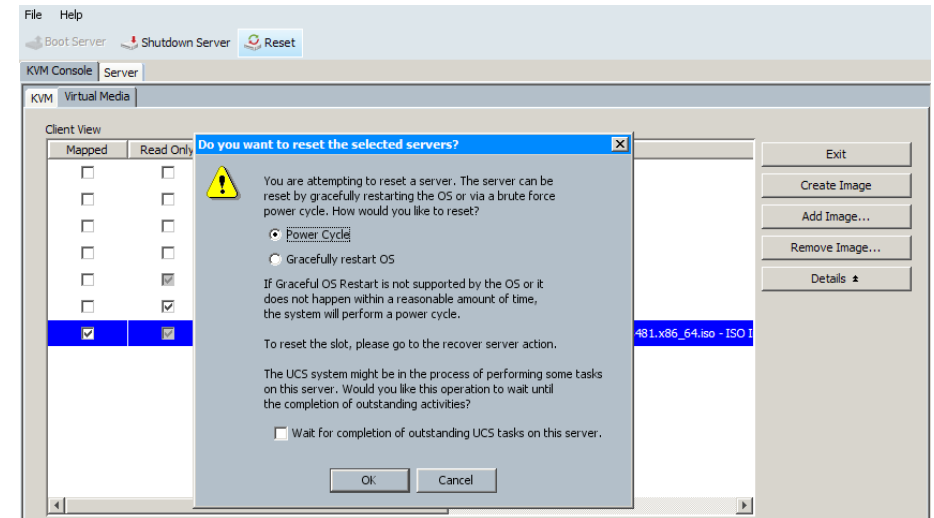 File Help
Boot Server Shutdown Server Reset
KVM Console Server
KVM Virtual Media
Client View
Mapped Read Only
Do you want to reset the selected servers?
You are attempting to reset a server. The server can be
reset by gracefully restarting the OS or via a brute force
power cycle. How would you like to reset?
Power Cycle
Gracefully restart OS
If Graceful OS Restart is not supported by the OS or it
does not happen within a reasonable amount of time,
the system will perform a power cycle.
To reset the slot, please go to the recover server action.
The UCS system might be in the process of performing some tasks
on this server. Would you like this operation to wait until
the completion of outstanding activities?
Wait for completion of outstanding UCS tasks on this server.
OK Cancel
481.x86_64.iso - ISO I
Exit
Create Image
Add Image...
Remove Image...
Details